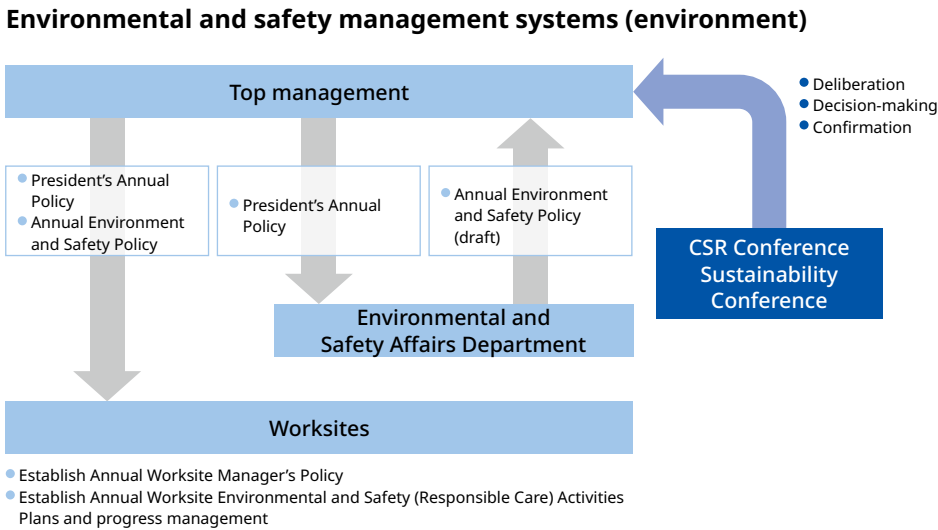 Environmental and safety management systems (environment)
Top management
● Deliberation
● Decision-making
● Confirmation
● President’s Annual
Policy
● Annual Environment
and Safety Policy
● President’s Annual
Policy
● Annual Environment
and Safety Policy
(draft)
CSR Conference
Sustainability
Conference
Environmental and
Safety Affairs Department
Worksites
● Establish Annual Worksite Manager’s Policy
● Establish Annual Worksite Environmental and Safety (Responsible Care) Activities
Plans and progress management